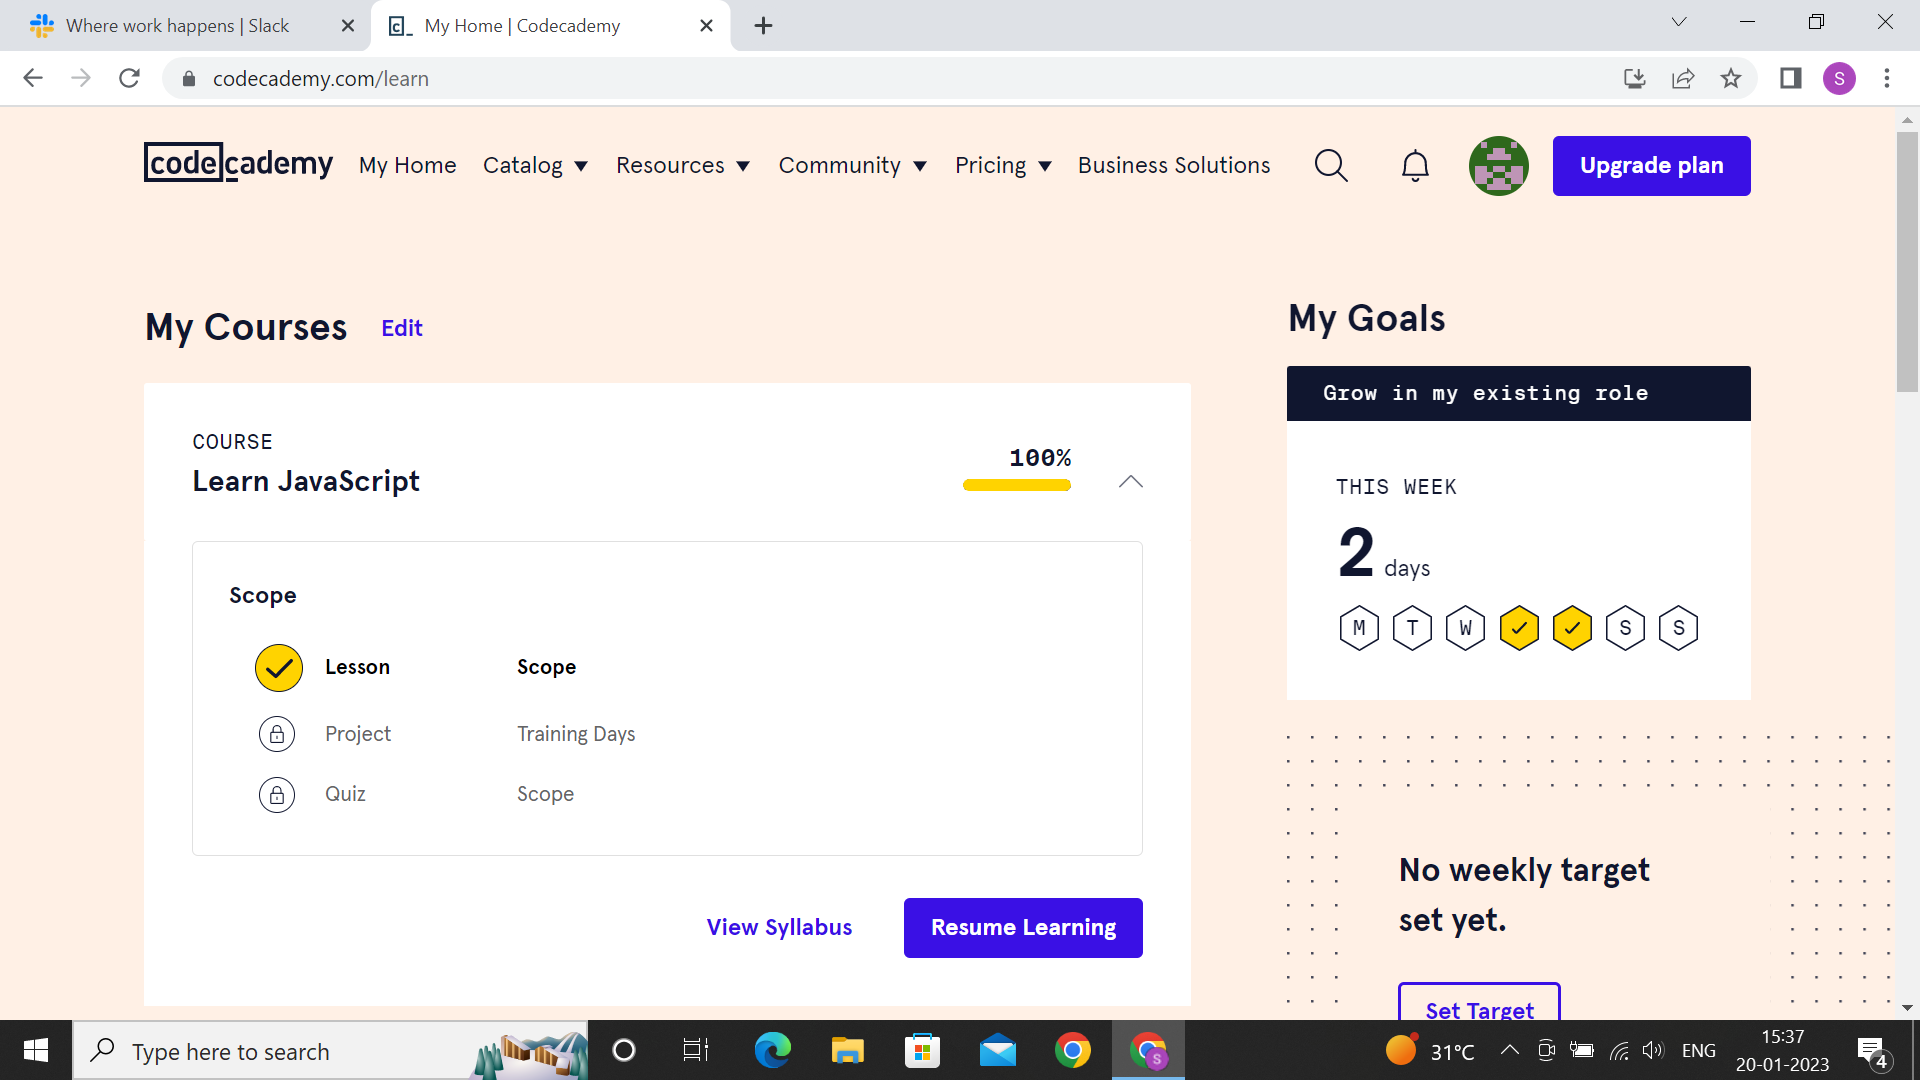 Where work happens | Slack
My Home | Codecademy
codecademy.com/learn
S
codecademy My Home Catalog Resources Community Pricing Business Solutions Upgrade plan
My Courses Edit
COURSE
Learn JavaScript
100%
Scope
Lesson Scope
Project Training Days
Quiz Scope
View Syllabus Resume Learning
My Goals
Grow in my existing role
THIS WEEK
2 days
M T W S S
No weekly target
set yet.
Set Target
Type here to search
S
31°C
ENG
15:37
20-01-2023
4